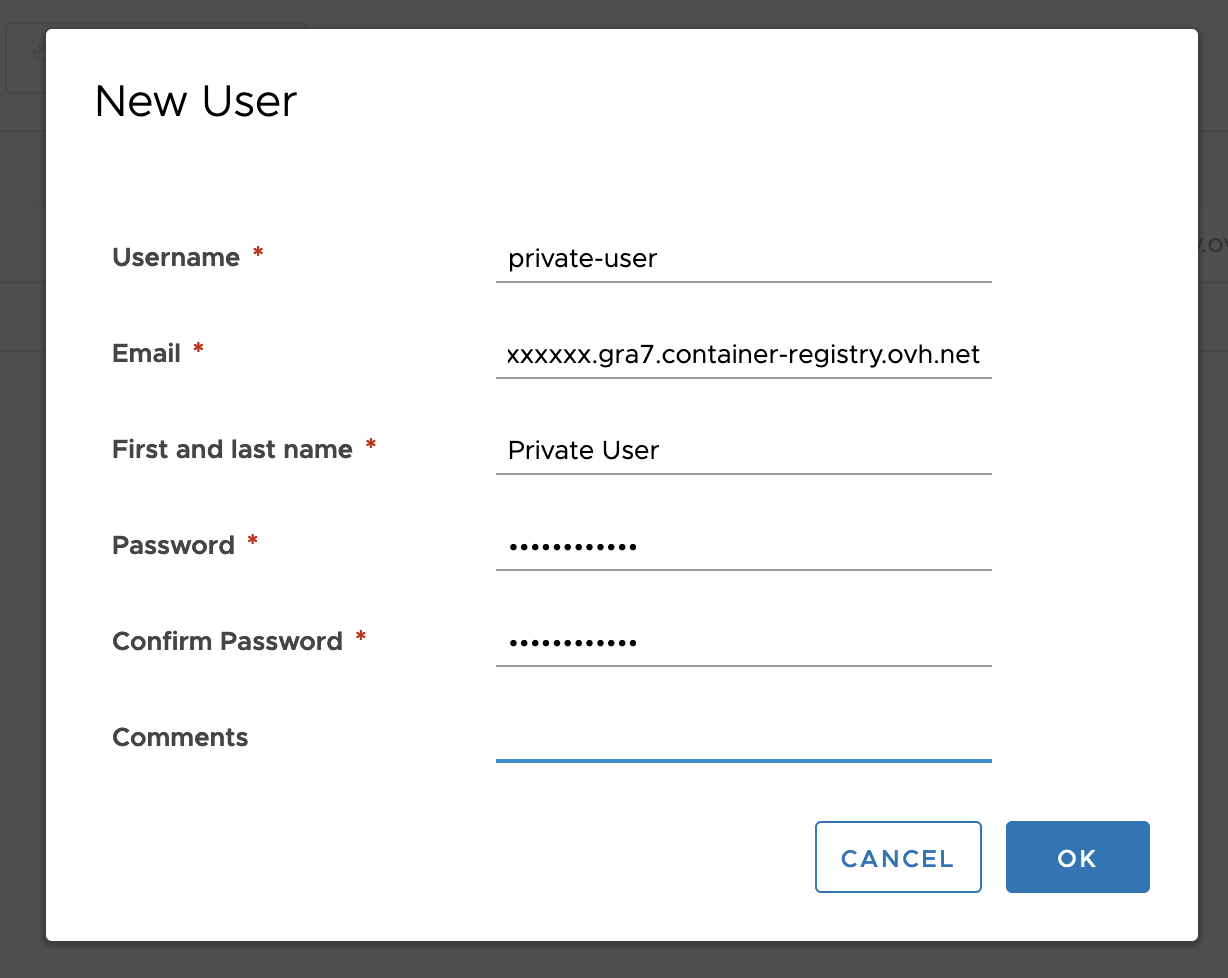 New User
Username *
private-user
Email *
xxxxxx.gra7.container-registry.ovh.net
First and last name *
Private User
Password *
••••••••••••
Confirm Password *
••••••••••••
Comments
CANCEL
OK